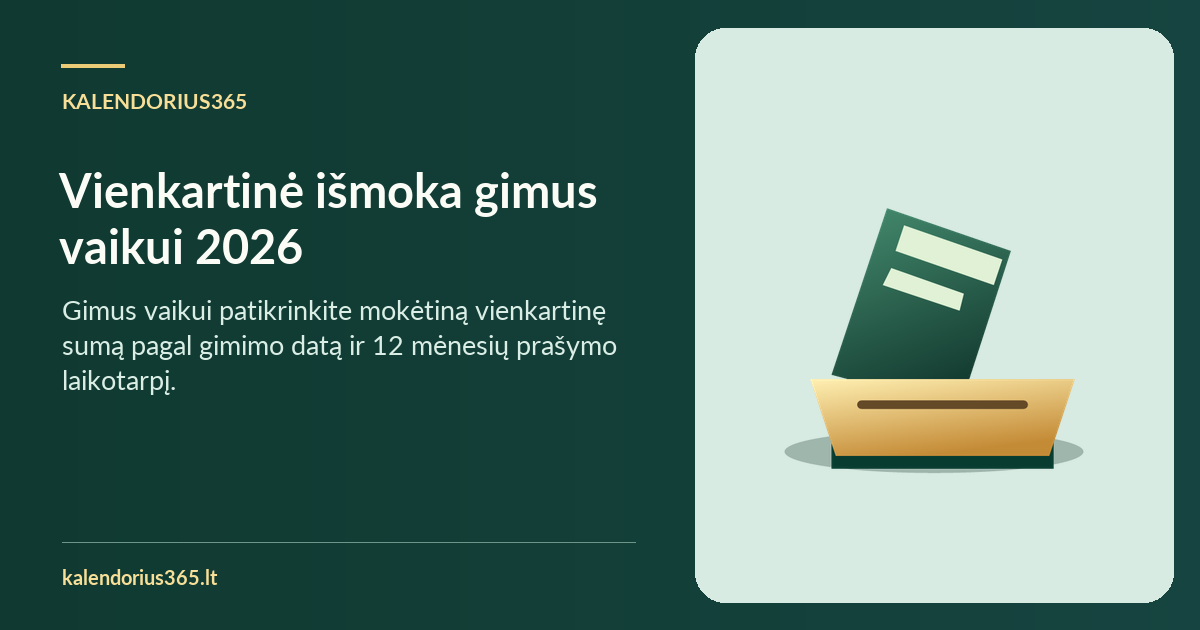 KALENDORIUS365
Vienkartinė išmoka gimus
vaikui 2026
Gimus vaikui patikrinkite mokėtiną vienkartinę
sumą pagal gimimo datą ir 12 mėnesių prašymo
laikotarpį.
kalendorius365.lt